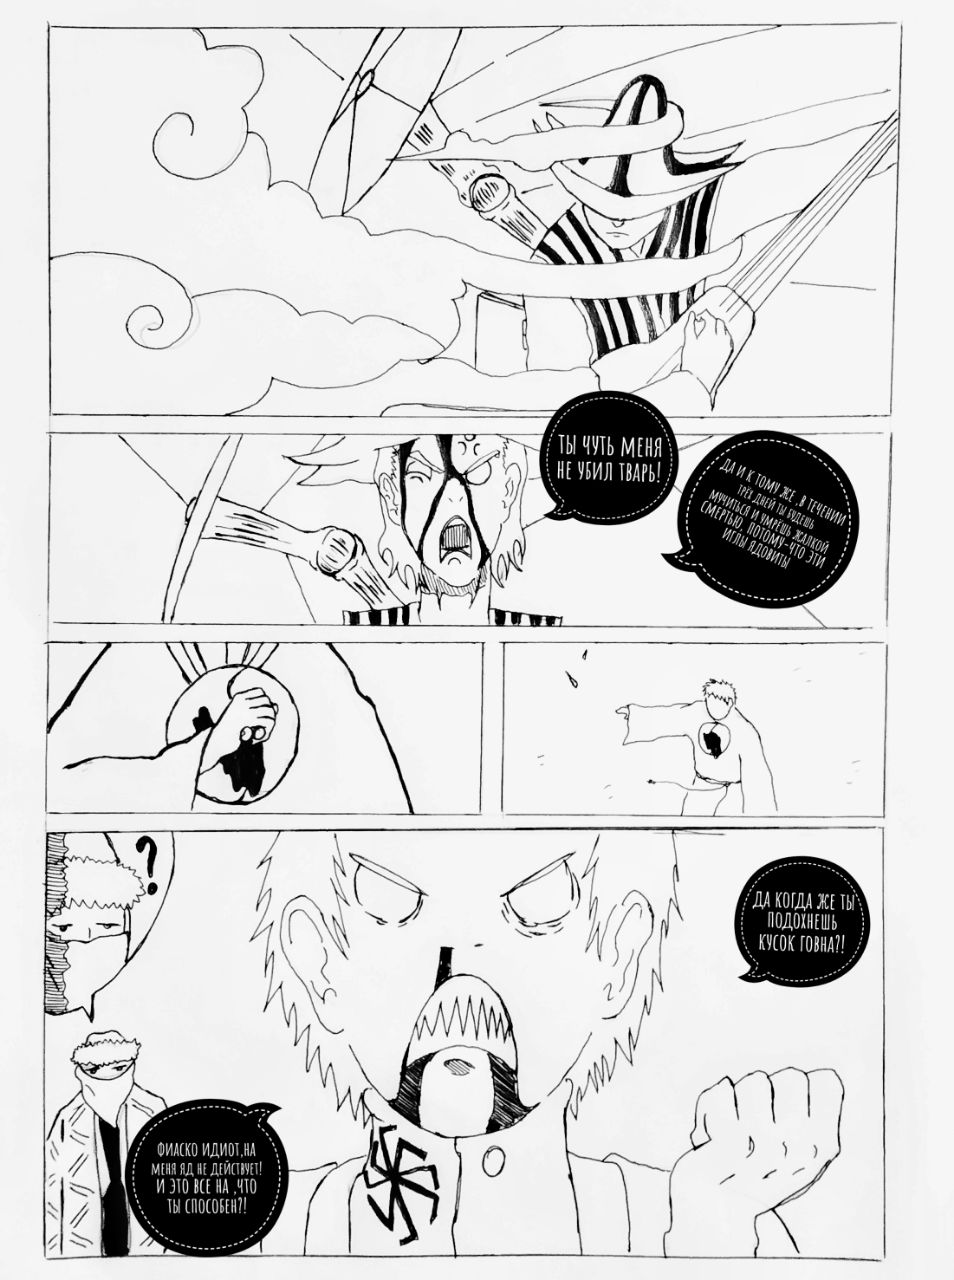 ТЫ ЧУТЬ МЕНЯ
НЕ УБИЛ ТВАРЬ!
ДА И К ТОМУ ЖЕ ,В ТЕЧЕНИИ
ТРЁХ ДНЕЙ ТЫ БУДЕШЬ
МУЧИТЬСЯ И УМРЁШЬ ЖАЛКОЙ
СМЕРТЬЮ, ПОТОМУ-ЧТО ЭТИ
ИГЛЫ ЯДОВИТЫ
?
ДА КОГДА ЖЕ ТЫ
ПОДОХНЕШЬ
КУСОК ГОВНА?!
ФИАСКО ИДИОТ,НА
МЕНЯ ЯД НЕ ДЕЙСТВУЕТ!
И ЭТО ВСЕ НА ,ЧТО
ТЫ СПОСОБЕН?!